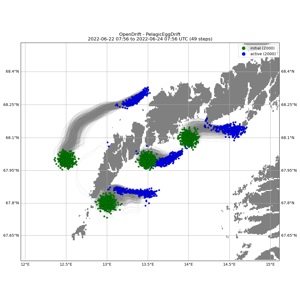 OpenDrift - PelagicEggDrift
2022-06-22 07:56 to 2022-06-24 07:56 UTC (49 steps)
initial (2000)
active (2000)
68.4°N 68.4°N
68.25°N 68.25°N
68.1°N 68.1°N
67.95°N 67.95°N
67.8°N 67.8°N
67.65°N 67.65°N
12°E 12.5°E 13°E 13.5°E 14°E 14.5°E 15°E